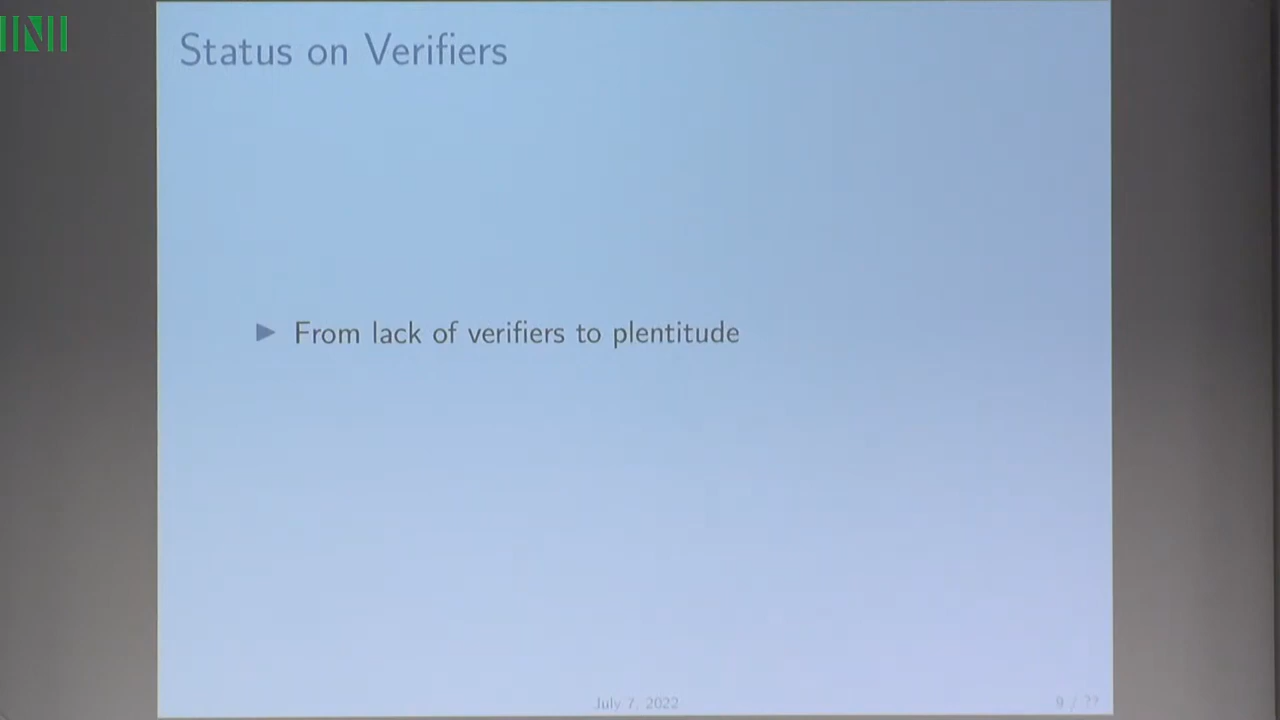 Status on Verifiers
▶ From lack of verifiers to plentitude
July 7, 2022
9 / ??